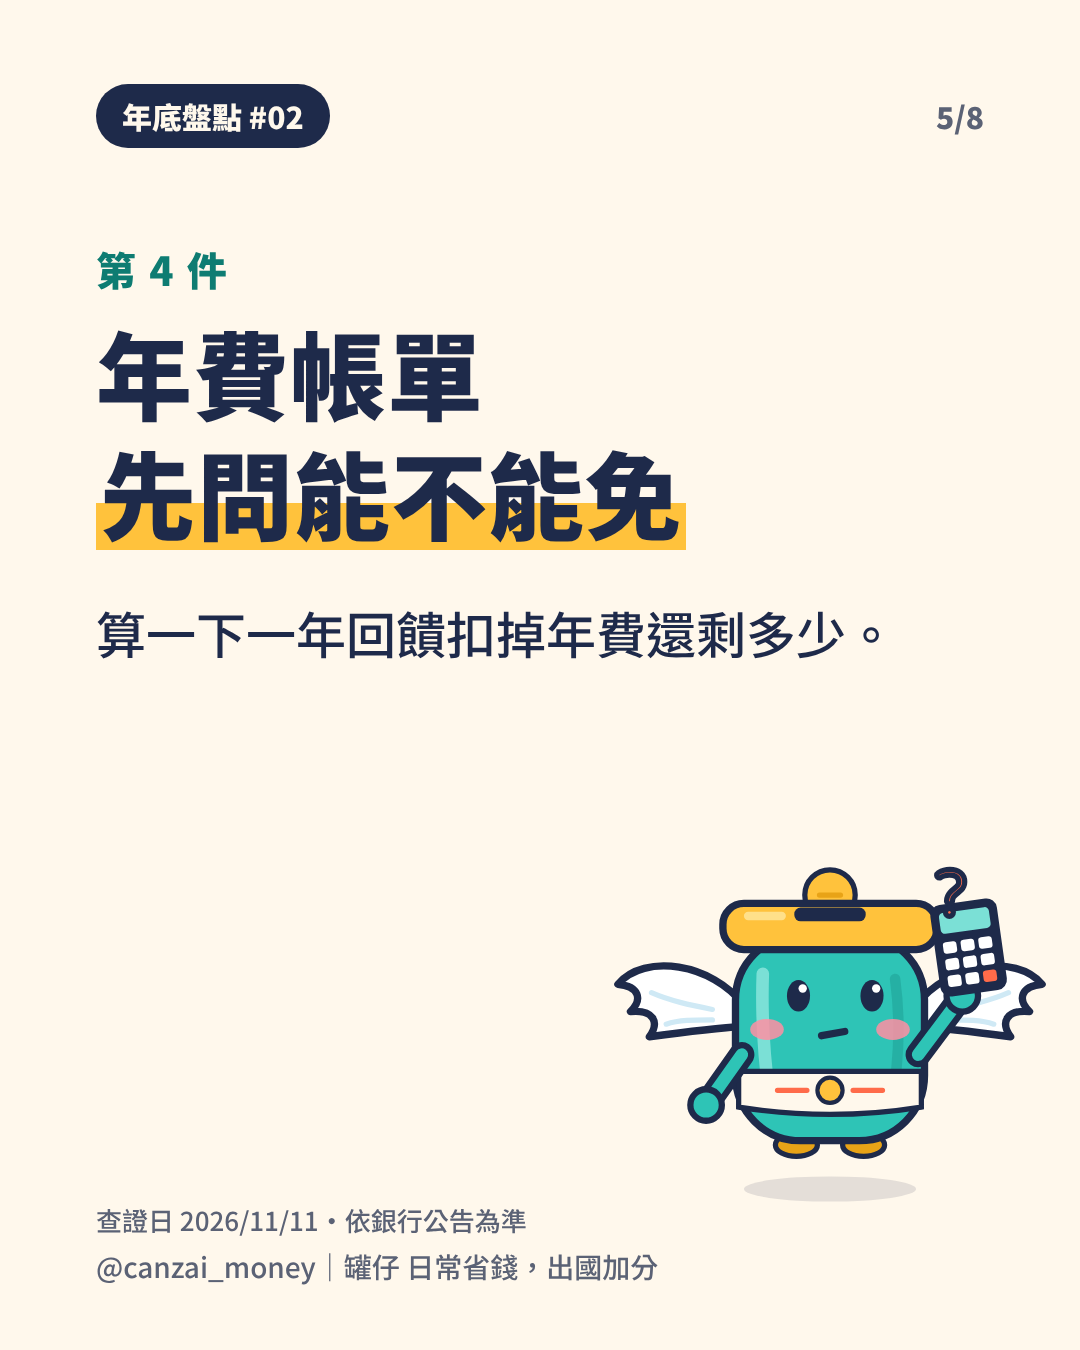 年底盤點 #02
5/8
第 4 件
年費帳單
先問能不能免
算一下一年回饋扣掉年費還剩多少。
?
查證日 2026/11/11・依銀行公告為準
@canzai_money｜罐仔 日常省錢，出國加分